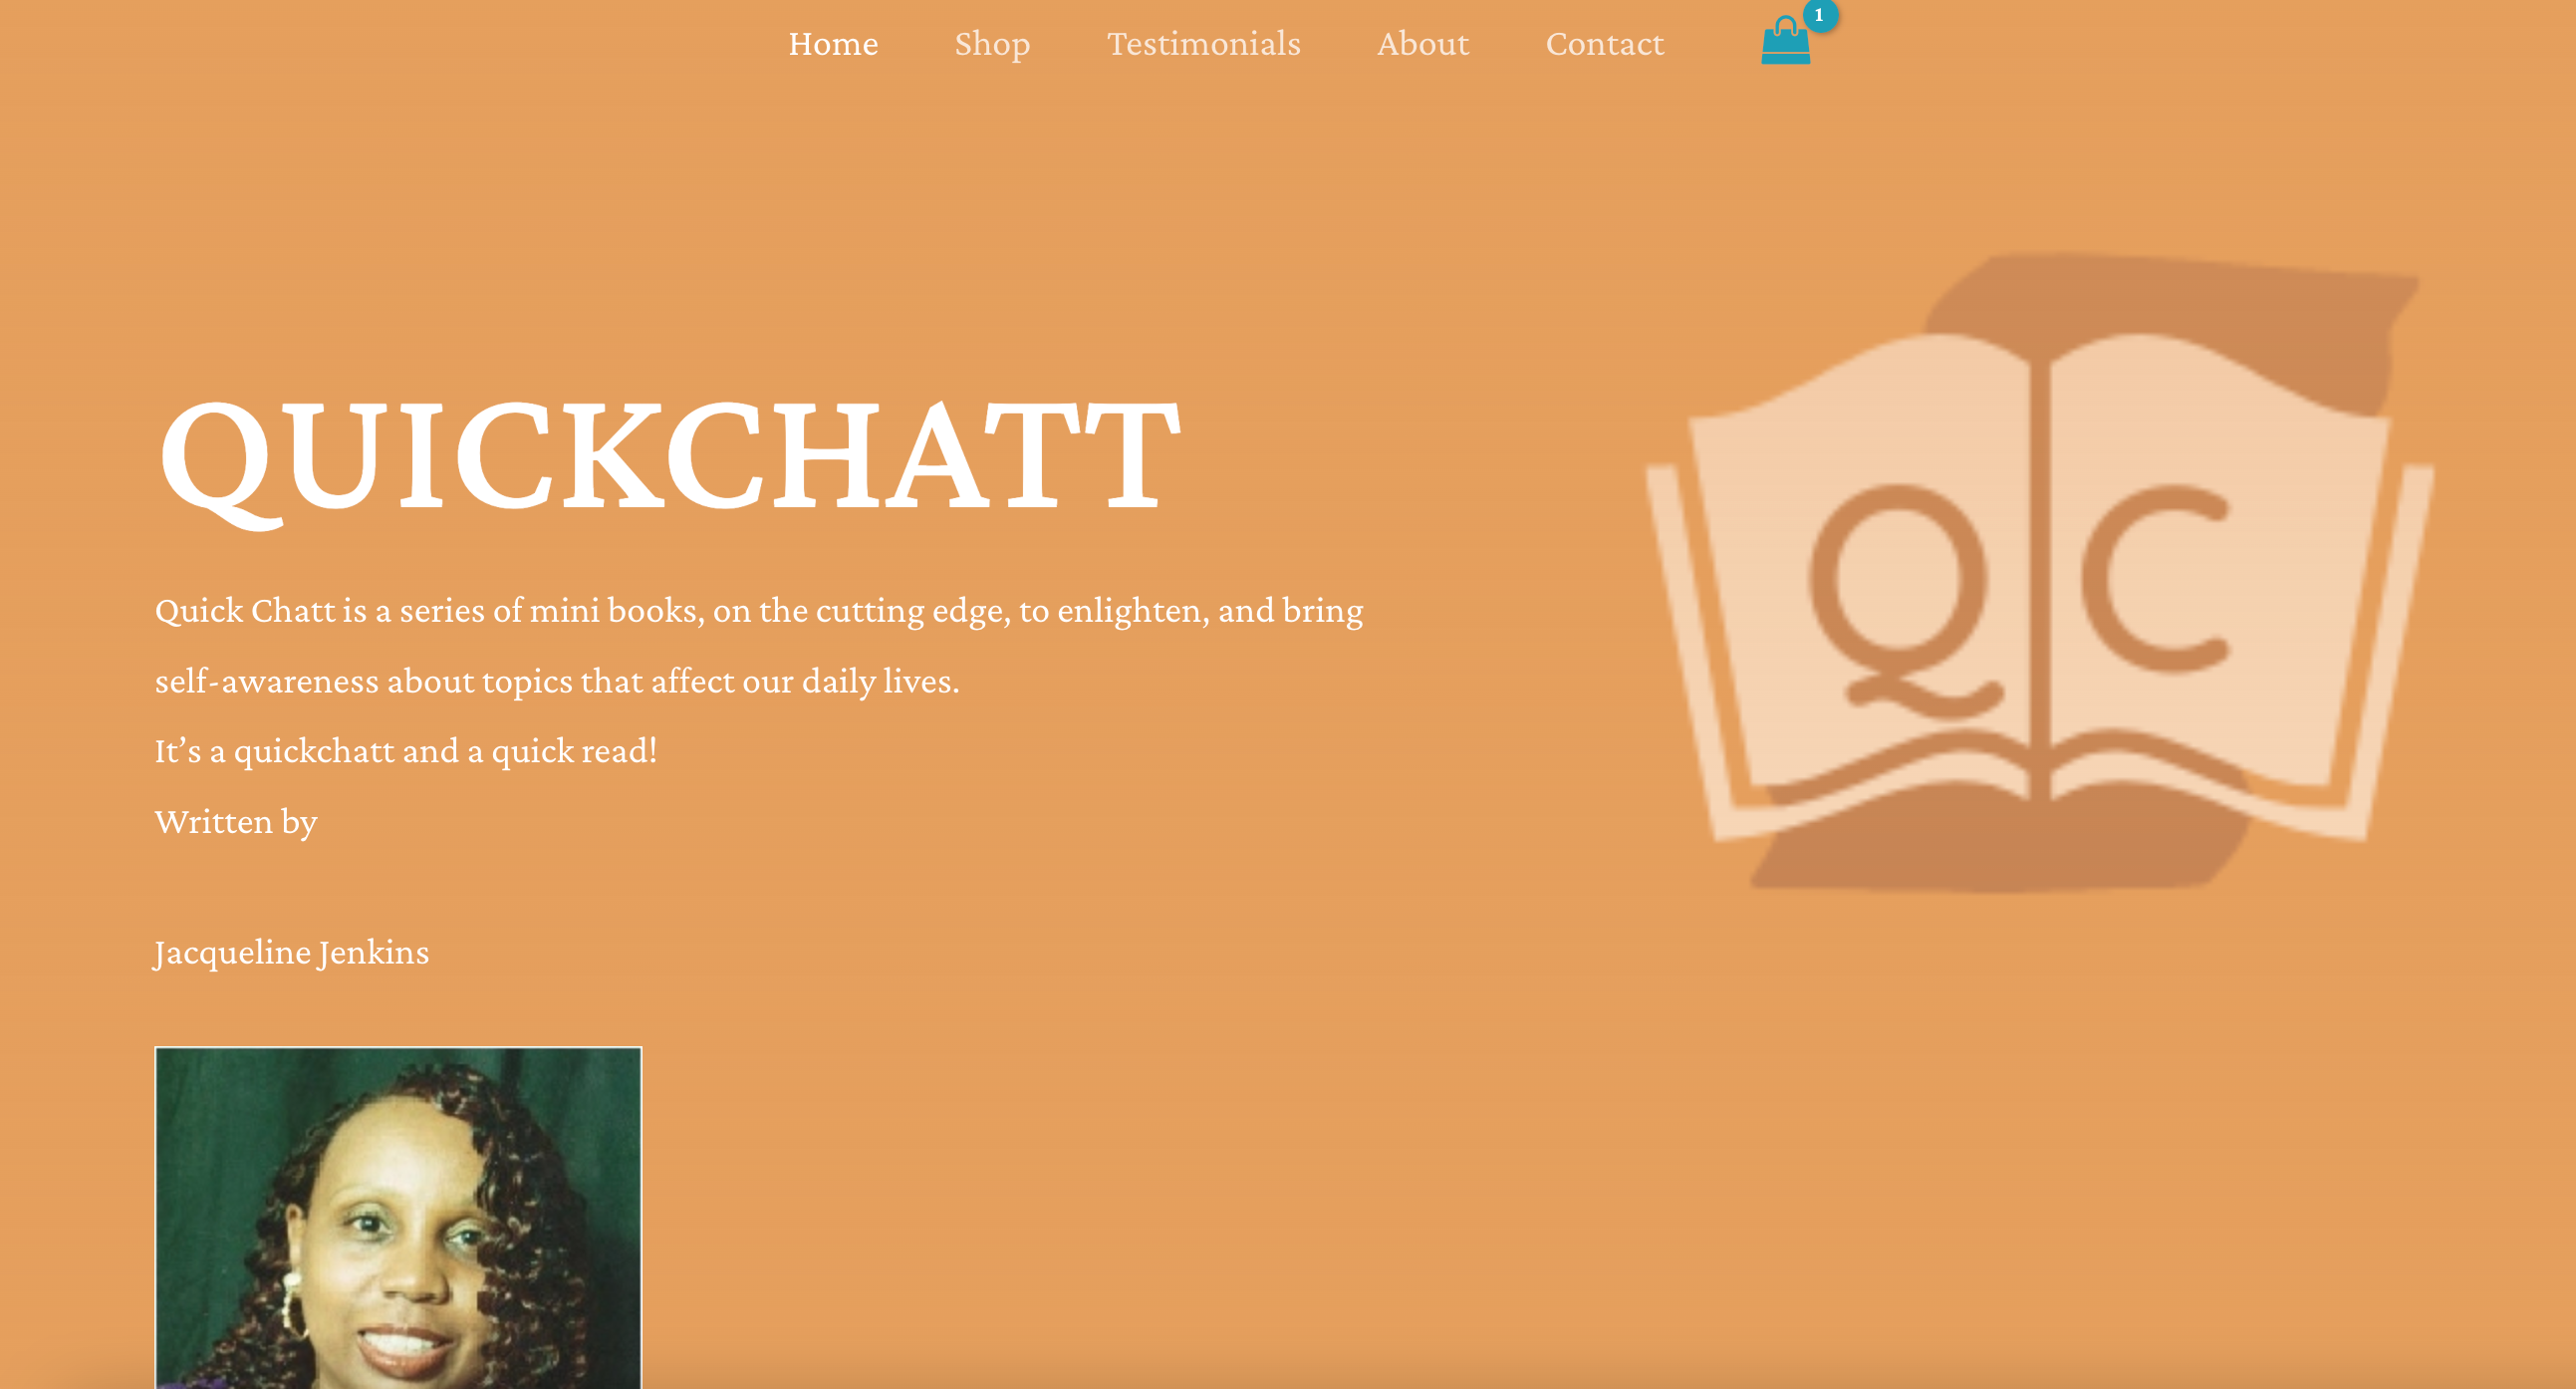 Home Shop Testimonials About Contact 1
QUICKCHATT
Quick Chatt is a series of mini books, on the cutting edge, to enlighten, and bring
self-awareness about topics that affect our daily lives.
It’s a quickchatt and a quick read!
Written by
Jacqueline Jenkins
Q C